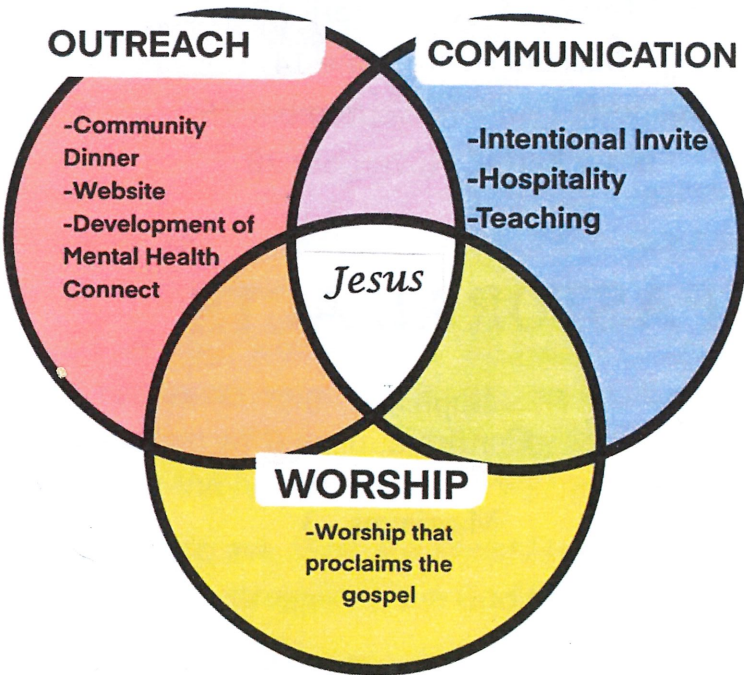 OUTREACH
-Community
Dinner
-Website
-Development of
Mental Health
Connect
COMMUNICATION
-Intentional Invite
-Hospitality
-Teaching
Jesus
WORSHIP
-Worship that
proclaims the
gospel